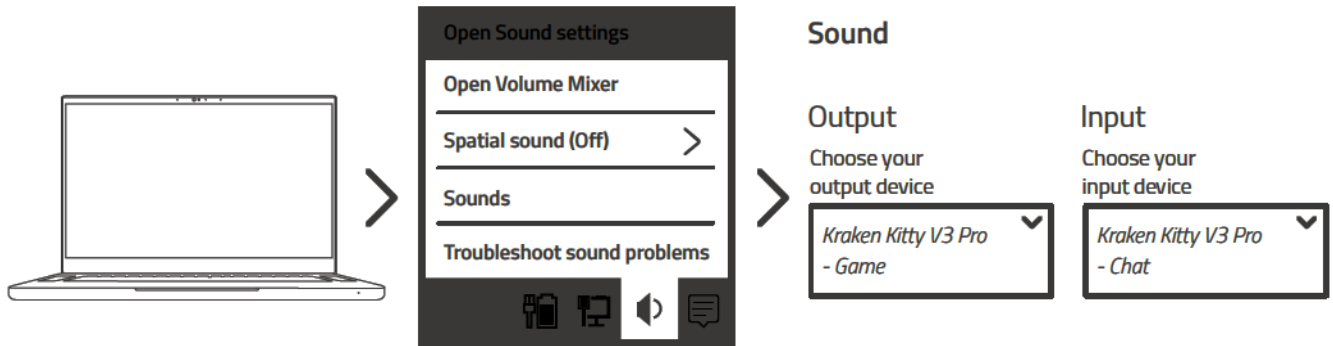 Open Sound settings
Open Volume Mixer
Spatial sound (Off)
Sounds
Troubleshoot sound problems
Sound
Output
Choose your
output device
Kraken Kitty V3 Pro
- Game
Input
Choose your
input device
Kraken Kitty V3 Pro
- Chat